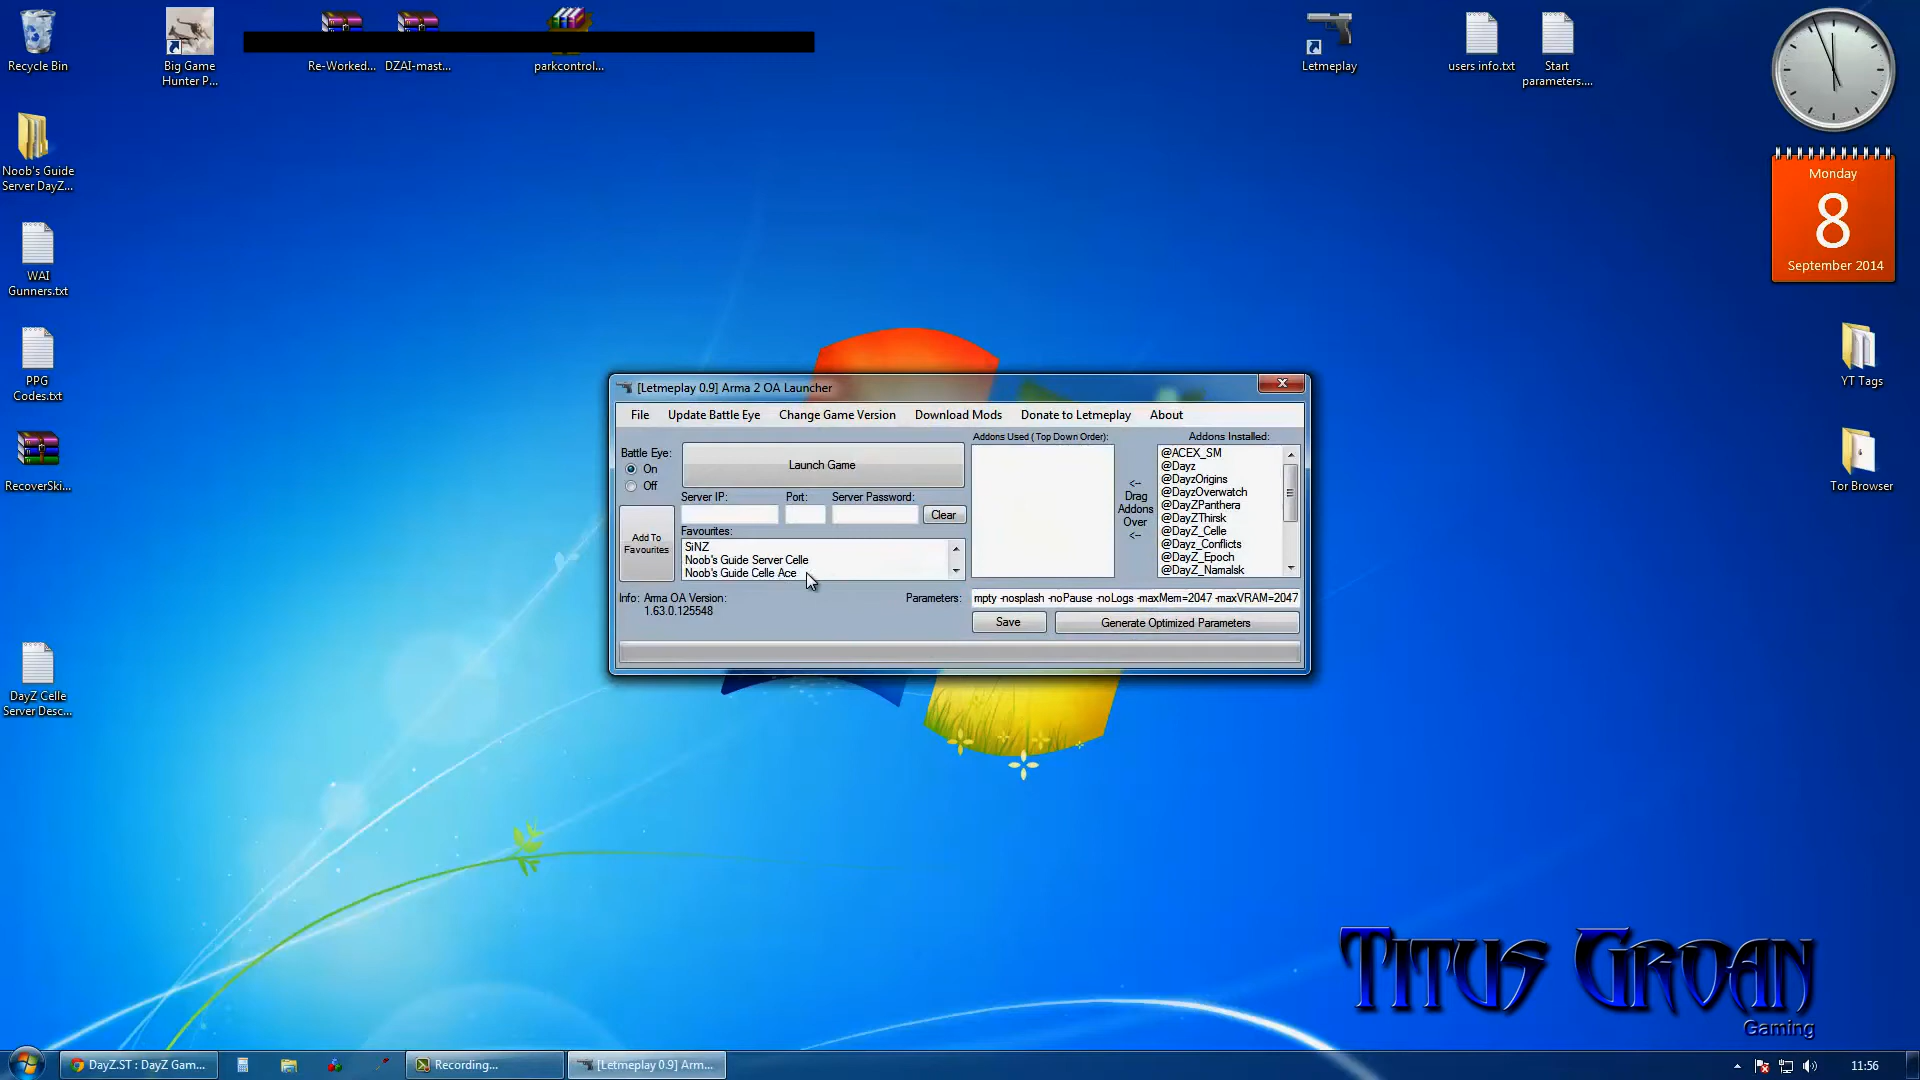 Recycle Bin
Big Game
Hunter P...
Re-Worked...
DZAI-mast...
parkcontrol...
Letmeplay
users info.txt
Start
parameters....
Monday
8
September 2014
Noob's Guide
Server DayZ...
WAI
Gunners.txt
PPG
Codes.txt
RecoverSki...
DayZ Celle
Server Desc...
YT Tags
Tor Browser
[Letmeplay 0.9] Arma 2 OA Launcher
File
Update Battle Eye
Change Game Version
Download Mods
Donate to Letmeplay
About
Battle Eye:
On
Off
Launch Game
Server IP:
Port:
Server Password:
Clear
Add To
Favourites
Favourites:
SiNZ
Noob's Guide Server Celle
Noob's Guide Celle Ace
Info: Arma OA Version:
1.63.0.125548
Addons Used (Top Down Order):
<--
Drag
Addons
Over
<--
Addons Installed:
@ACEX_SM
@Dayz
@DayzOrigins
@DayzOverwatch
@DayZPanthera
@DayZThirsk
@DayZ_Celle
@Dayz_Conflicts
@DayZ_Epoch
@DayZ_Namalsk
Parameters:
mpty -nosplash -noPause -noLogs -maxMem=2047 -maxVRAM=2047
Save
Generate Optimized Parameters
Titus Groan
Gaming
DayZ.ST : DayZ Gam...
Recording...
[Letmeplay 0.9] Arm...
11:56